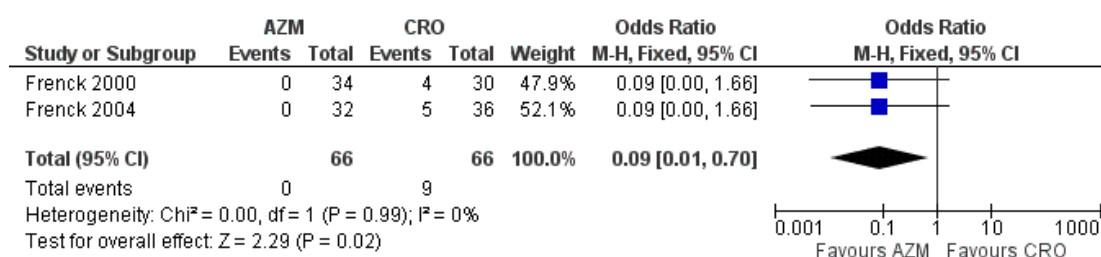 AZM CRO Odds Ratio Odds Ratio
Study or Subgroup Events Total Events Total Weight M-H, Fixed, 95% CI M-H, Fixed, 95% CI
Frenck 2000 0 34 4 30 47.9% 0.09 [0.00, 1.66]
Frenck 2004 0 32 5 36 52.1% 0.09 [0.00, 1.66]
Total (95% CI) 66 66 100.0% 0.09 [0.01, 0.70]
Total events 0 9
Heterogeneity: Chi² = 0.00, df = 1 (P = 0.99); I² = 0%
Test for overall effect: Z = 2.29 (P = 0.02)
0.001 0.1 1 10 1000
Favours AZM Favours CRO